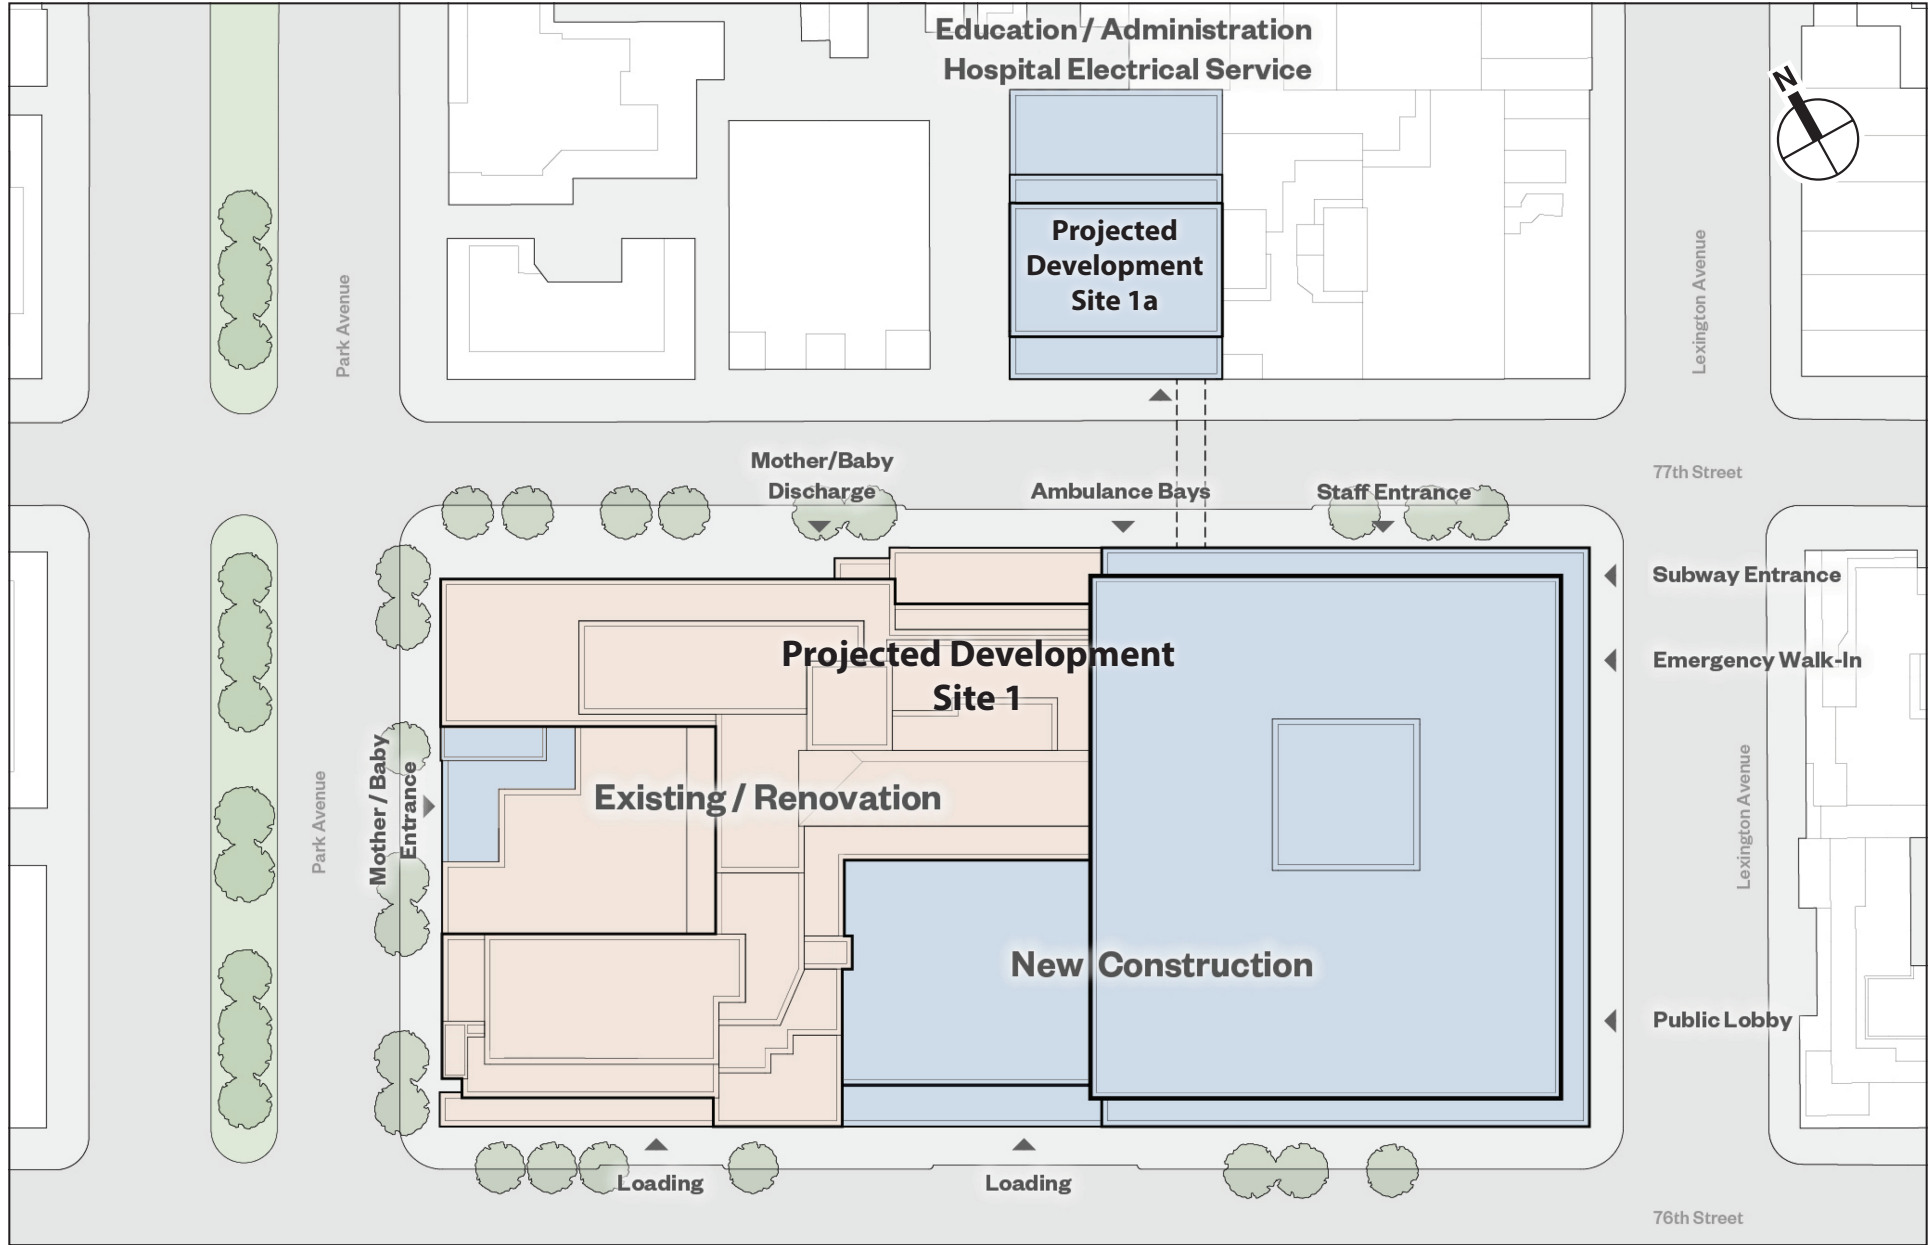 Education / Administration
Hospital Electrical Service
N
Projected
Development
Site 1a
Park Avenue
Lexington Avenue
77th Street
Mother/Baby
Discharge
Ambulance Bays
Staff Entrance
Subway Entrance
Emergency Walk-In
Projected Development
Site 1
Mother / Baby
Entrance
Park Avenue
Existing / Renovation
Lexington Avenue
New Construction
Public Lobby
Loading
Loading
76th Street